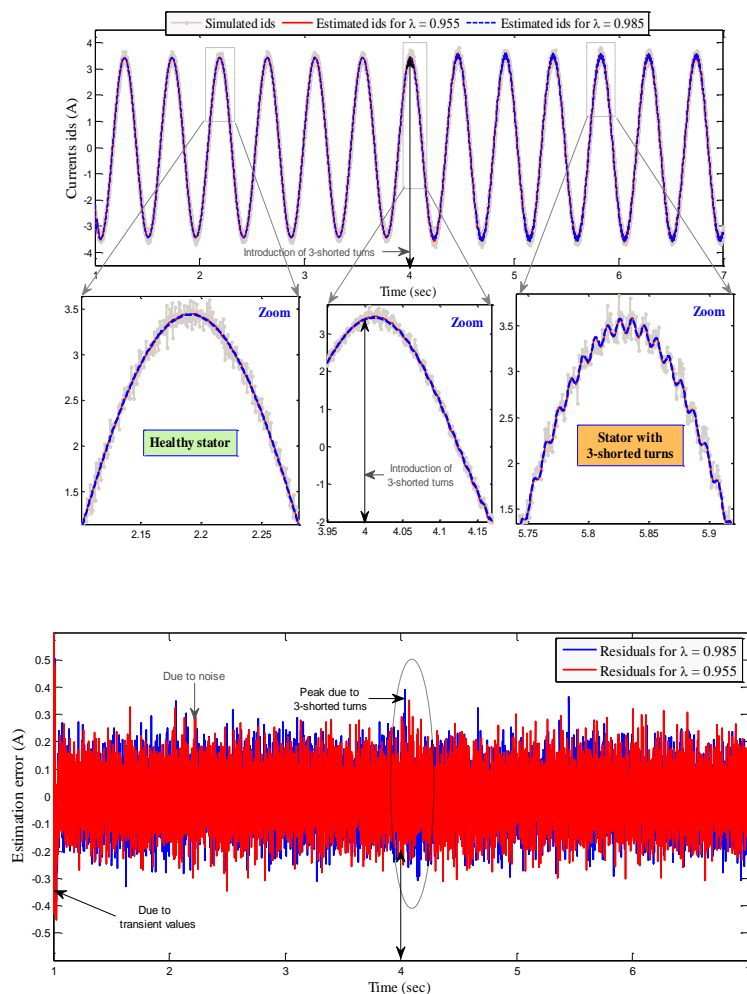 Simulated ids Estimated ids for λ = 0.955 Estimated ids for λ = 0.985
4
3
2
1
0
-1
-2
-3
-4
Currents ids (A)
Introduction of 3-shorted turns
1 2 3 4 5 6 7
Time (sec)
3.5
3
2.5
2
1.5
Zoom
Healthy stator
2.15 2.2 2.25
3
2
1
0
-1
-2
Zoom
Introduction of
3-shorted turns
3.95 4 4.05 4.1 4.15
3.5
3
2.5
2
1.5
Zoom
Stator with
3-shorted turns
5.75 5.8 5.85 5.9
0.5
0.4
0.3
0.2
0.1
0
-0.1
-0.2
-0.3
-0.4
-0.5
-0.6
Estimation error (A)
Residuals for λ = 0.985
Residuals for λ = 0.955
Due to noise
Peak due to
3-shorted turns
Due to
transient values
1 2 3 4 5 6 7
Time (sec)